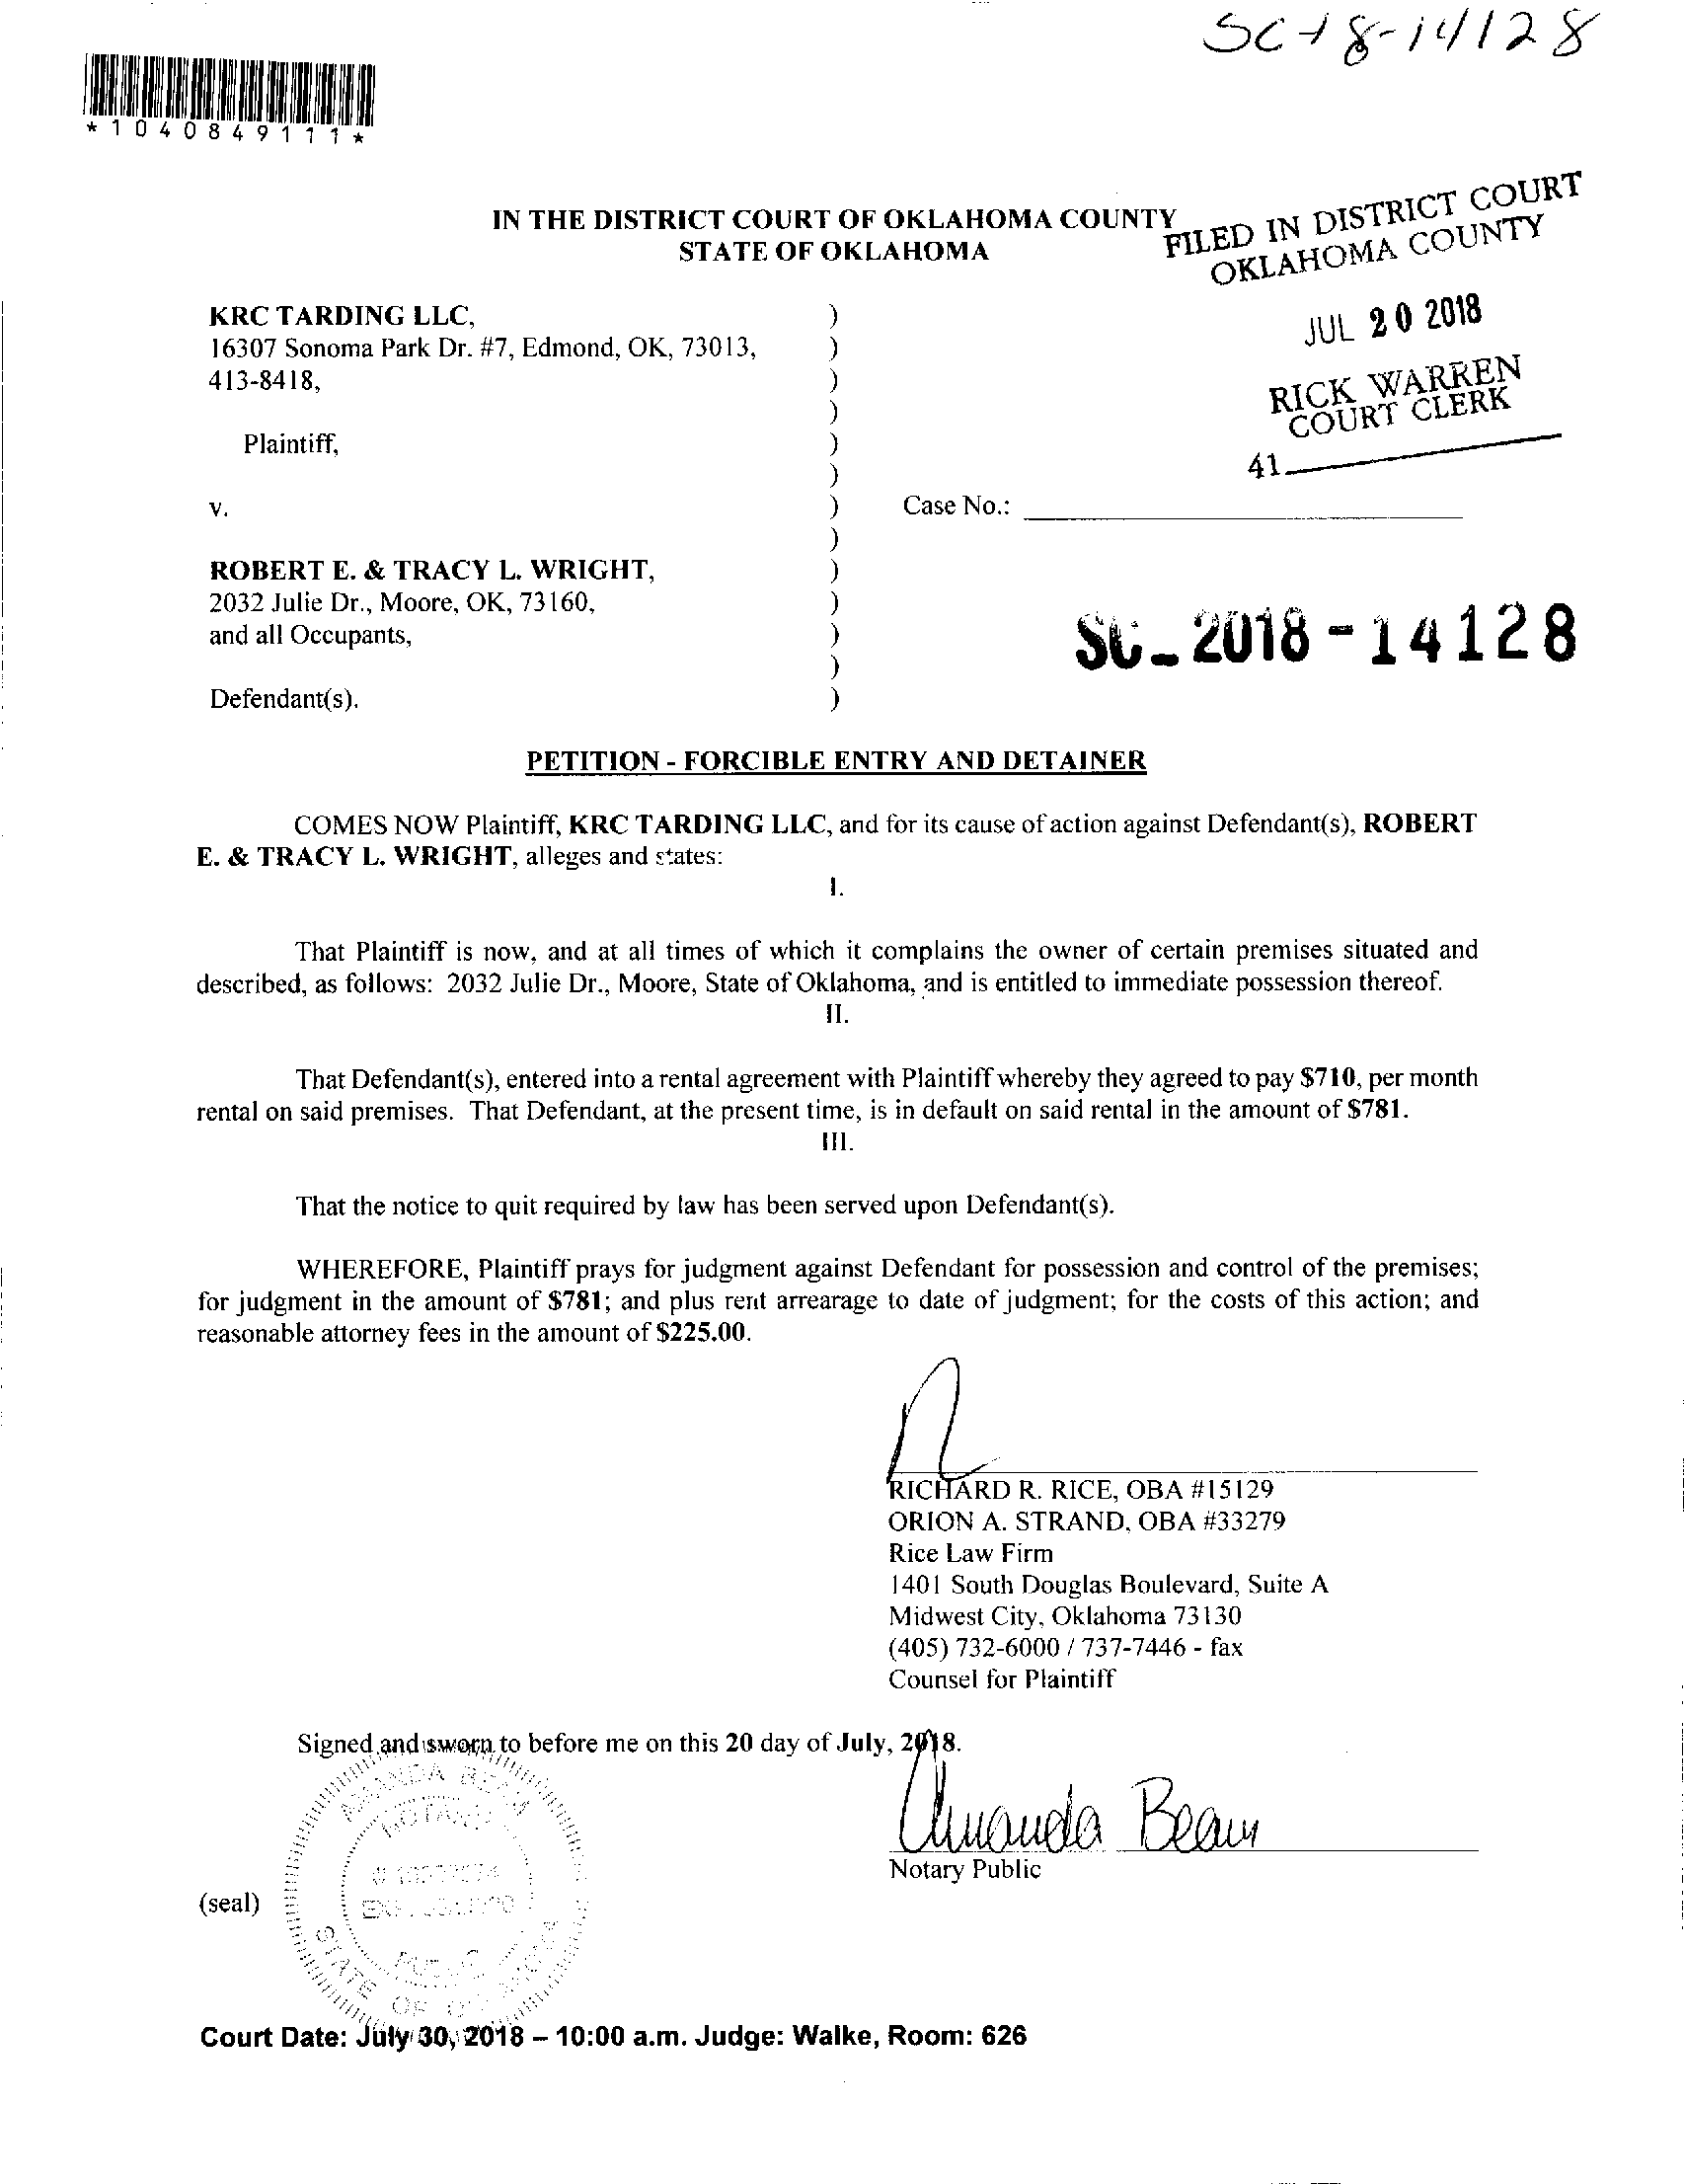 SC-18-14128
*1040849111*
IN THE DISTRICT COURT OF OKLAHOMA COUNTY
STATE OF OKLAHOMA
FILED IN DISTRICT COURT
OKLAHOMA COUNTY
JUL 20 2018
RICK WARREN
COURT CLERK
41
KRC TARDING LLC, )
16307 Sonoma Park Dr. #7, Edmond, OK, 73013, )
413-8418, )
)
Plaintiff, )
)
v. ) Case No.:
)
ROBERT E. & TRACY L. WRIGHT, )
2032 Julie Dr., Moore, OK, 73160, )
and all Occupants, )
)
Defendant(s). )
SC-2018-14128
PETITION - FORCIBLE ENTRY AND DETAINER
COMES NOW Plaintiff, KRC TARDING LLC, and for its cause of action against Defendant(s), ROBERT
E. & TRACY L. WRIGHT, alleges and states:
I.
That Plaintiff is now, and at all times of which it complains the owner of certain premises situated and
described, as follows: 2032 Julie Dr., Moore, State of Oklahoma, and is entitled to immediate possession thereof.
II.
That Defendant(s), entered into a rental agreement with Plaintiff whereby they agreed to pay $710, per month
rental on said premises. That Defendant, at the present time, is in default on said rental in the amount of $781.
III.
That the notice to quit required by law has been served upon Defendant(s).
WHEREFORE, Plaintiff prays for judgment against Defendant for possession and control of the premises;
for judgment in the amount of $781; and plus rent arrearage to date of judgment; for the costs of this action; and
reasonable attorney fees in the amount of $225.00.
RICHARD R. RICE, OBA #15129
ORION A. STRAND, OBA #33279
Rice Law Firm
1401 South Douglas Boulevard, Suite A
Midwest City, Oklahoma 73130
(405) 732-6000 / 737-7446 - fax
Counsel for Plaintiff
Signed and sworn to before me on this 20 day of July, 2018.
Amanda Beam
Notary Public
(seal)
AMANDA BEAM
NOTARY
PUBLIC
STATE OF
Court Date: July 30, 2018 – 10:00 a.m. Judge: Walke, Room: 626